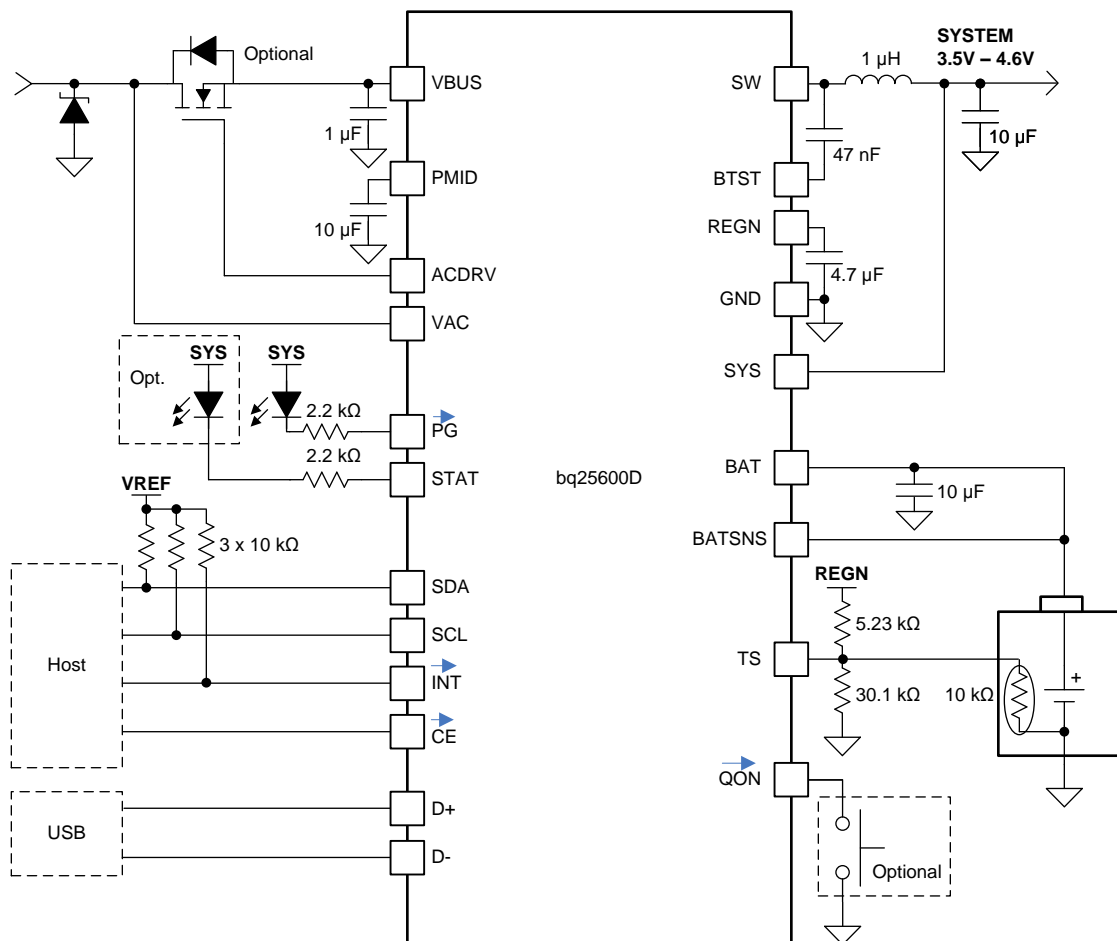 Optional
SYSTEM
3.5V – 4.6V
1 µH
VBUS
SW
1 µF
10 µF
47 nF
PMID
BTST
10 µF
REGN
4.7 µF
ACDRV
GND
VAC
SYS
SYS
Opt.
SYS
2.2 kΩ
PG
2.2 kΩ
STAT
bq25600D
BAT
10 µF
VREF
3 x 10 kΩ
BATSNS
REGN
SDA
5.23 kΩ
SCL
Host
TS
INT
30.1 kΩ
10 kΩ
+
CE
QON
D+
USB
D-
Optional